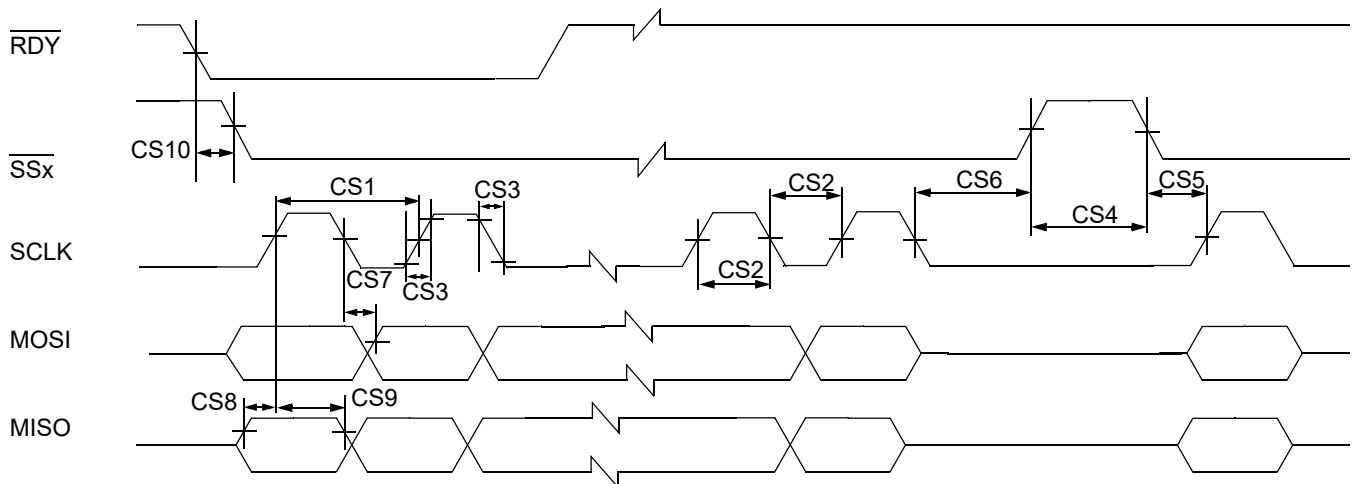 RDY
CS10
SSx
CS1
CS3
CS2
CS6
CS5
CS4
SCLK
CS7
CS3
CS2
MOSI
CS8
CS9
MISO